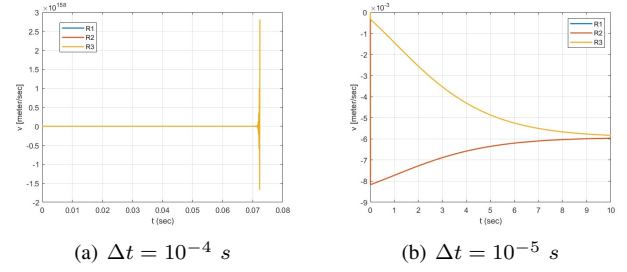 ×10^158
3
2.5
2
1.5
1
0.5
0
-0.5
-1
-1.5
-2
v [meter/sec]
R1
R2
R3
0 0.01 0.02 0.03 0.04 0.05 0.06 0.07 0.08
t (sec)
(a) Δt = 10^−4 s
×10^-3
0
-1
-2
-3
-4
-5
-6
-7
-8
-9
v [meter/sec]
R1
R2
R3
0 1 2 3 4 5 6 7 8 9 10
t (sec)
(b) Δt = 10^−5 s